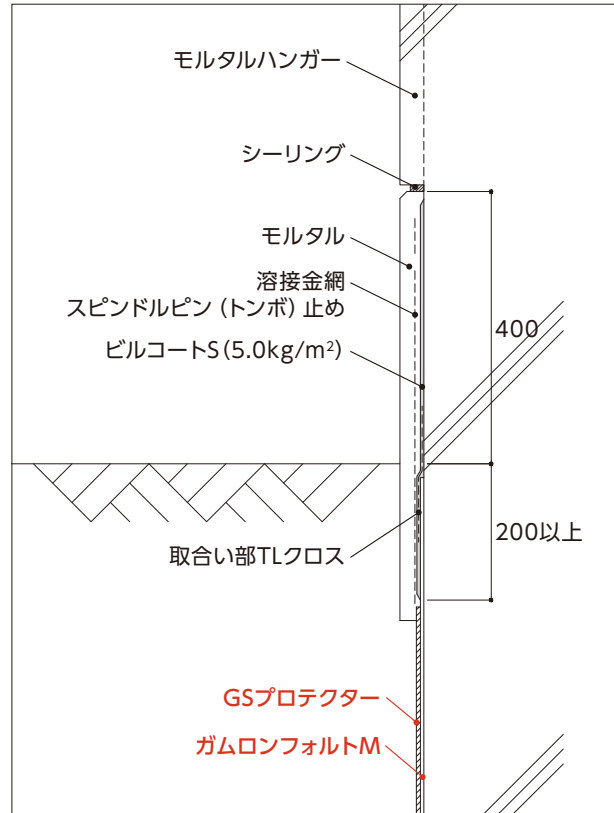 モルタルハンガー
シーリング
モルタル
溶接金網
スピンドルピン（トンボ）止め
ビルコートS（5.0kg/m²）
400
200以上
取合い部TLクロス
GSプロテクター
ガムロンフォルトM